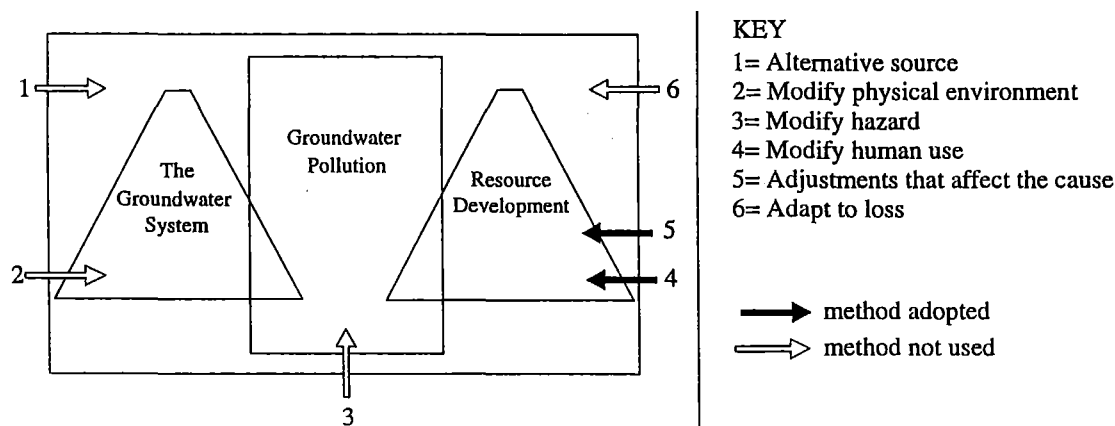 1
2
3
4
5
6
The
Groundwater
System
Groundwater
Pollution
Resource
Development
KEY
1= Alternative source
2= Modify physical environment
3= Modify hazard
4= Modify human use
5= Adjustments that affect the cause
6= Adapt to loss
method adopted
method not used